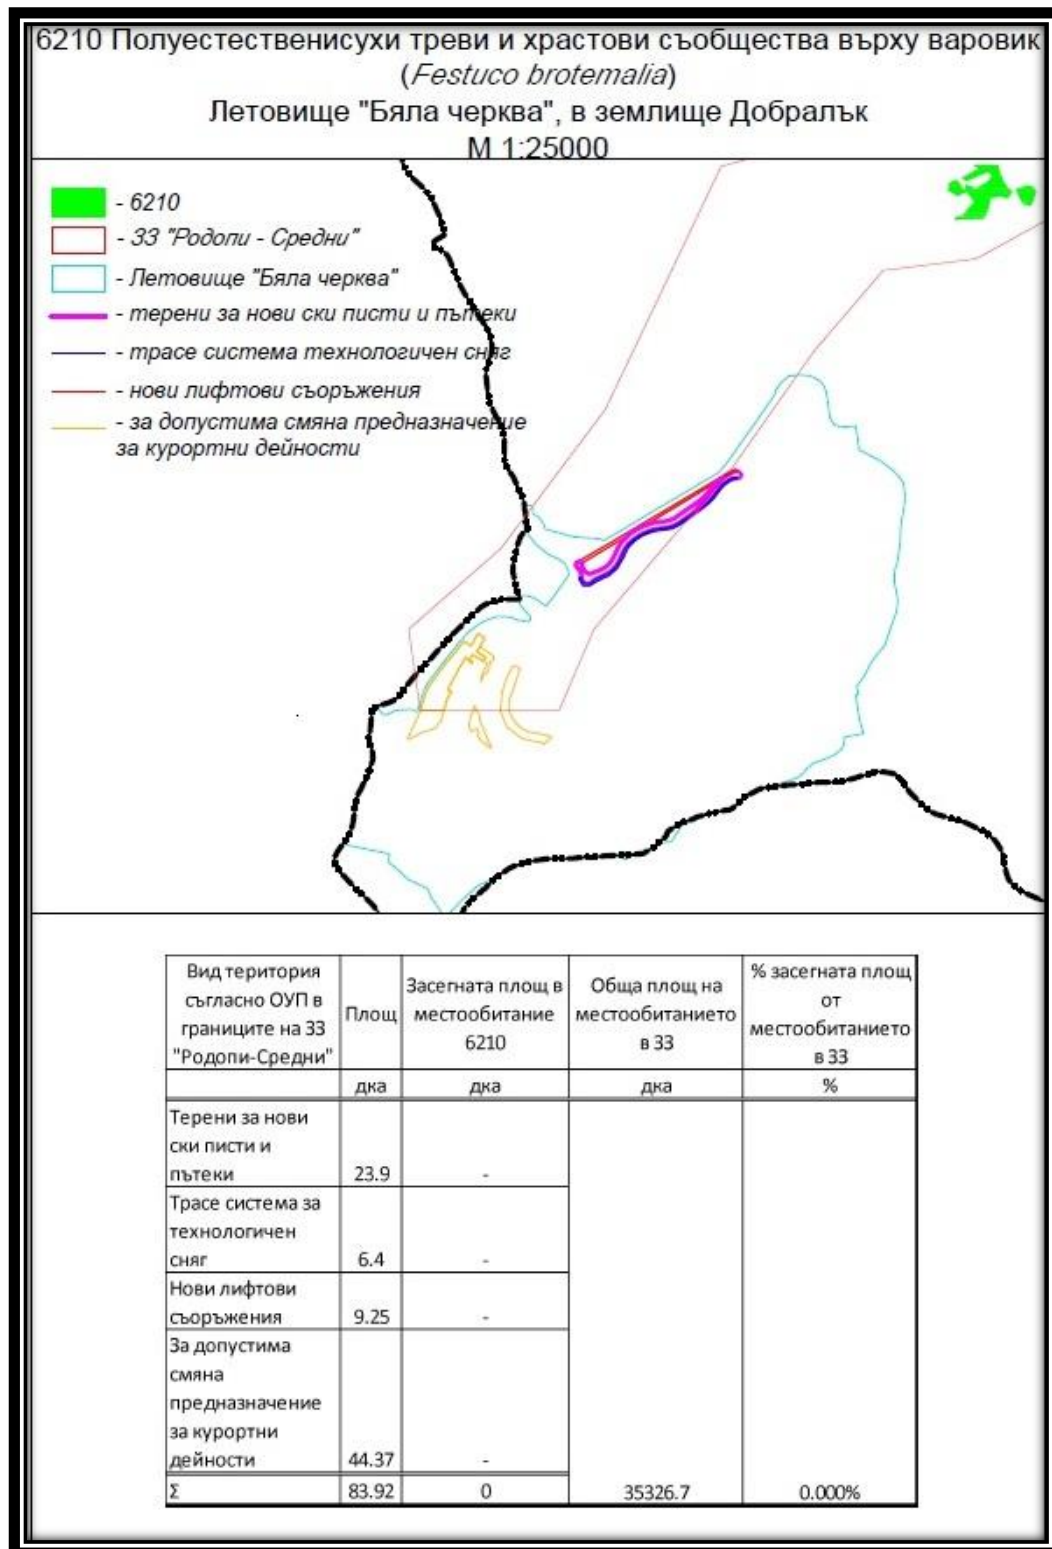 6210 Полуестественисухи треви и храстови съобщества върху варовик
(Festuco brotemalia)
Летовище "Бяла черква", в землище Добралък
М 1:25000
- 6210
- ЗЗ "Родопи - Средни"
- Летовище "Бяла черква"
- терени за нови ски писти и пътеки
- трасе система технологичен сняг
- нови лифтови съоръжения
- за допустима смяна предназначение
за курортни дейности
Вид територия
съгласно ОУП в
границите на ЗЗ
"Родопи-Средни"
Площ
Засегната площ в
местообитание
6210
Обща площ на
местообитанието
в ЗЗ
% засегната площ
от
местообитанието
в ЗЗ
дка дка дка %
Терени за нови
ски писти и
пътеки 23.9 -
Трасе система за
технологичен
сняг 6.4 -
Нови лифтови
съоръжения 9.25 -
За допустима
смяна
предназначение
за курортни
дейности 44.37 -
Σ 83.92 0 35326.7 0.000%